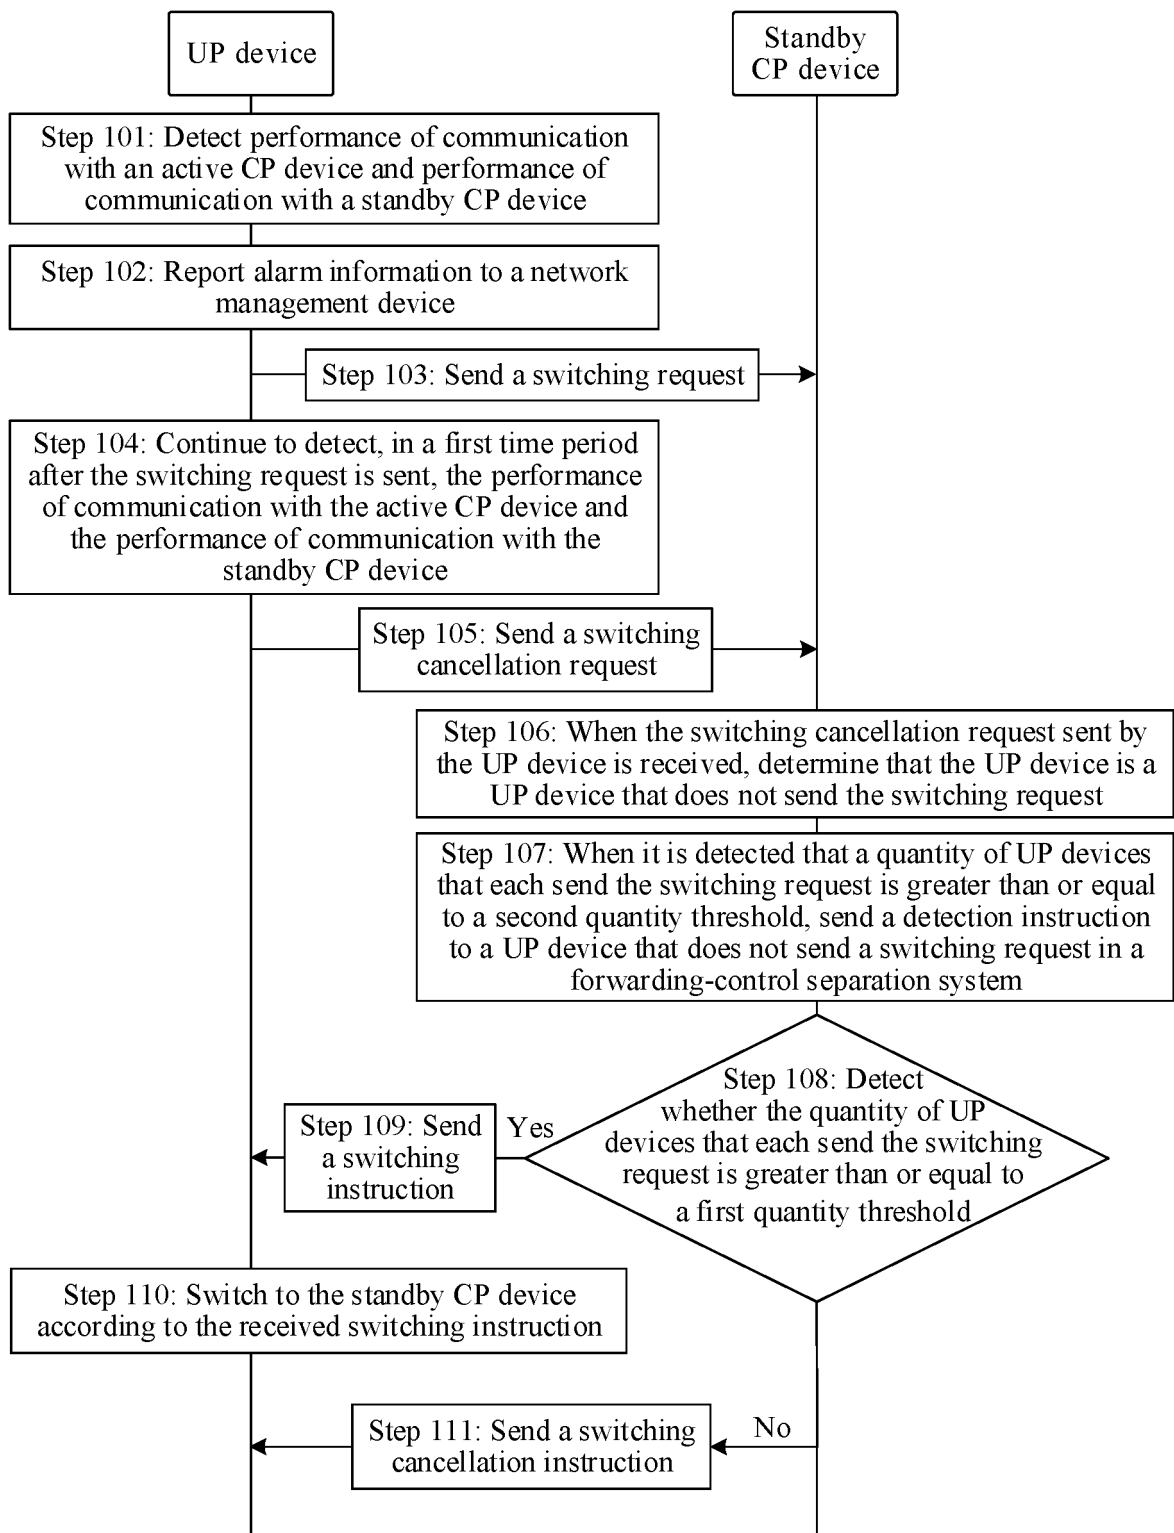 UP device
Standby
CP device
Step 101: Detect performance of communication
with an active CP device and performance of
communication with a standby CP device
Step 102: Report alarm information to a network
management device
Step 103: Send a switching request
Step 104: Continue to detect, in a first time period
after the switching request is sent, the performance
of communication with the active CP device and
the performance of communication with the
standby CP device
Step 105: Send a switching
cancellation request
Step 106: When the switching cancellation request sent by
the UP device is received, determine that the UP device is a
UP device that does not send the switching request
Step 107: When it is detected that a quantity of UP devices
that each send the switching request is greater than or equal
to a second quantity threshold, send a detection instruction
to a UP device that does not send a switching request in a
forwarding-control separation system
Step 108: Detect
whether the quantity of UP
devices that each send the switching
request is greater than or equal to
a first quantity threshold
Yes
Step 109: Send
a switching
instruction
Step 110: Switch to the standby CP device
according to the received switching instruction
No
Step 111: Send a switching
cancellation instruction